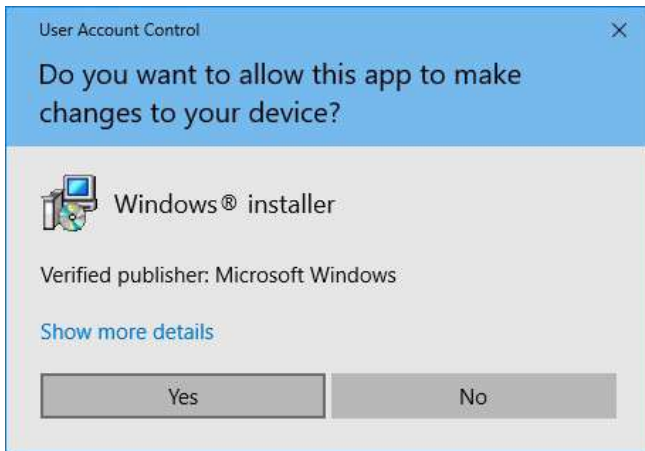 User Account Control
Do you want to allow this app to make
changes to your device?
Windows® installer
Verified publisher: Microsoft Windows
Show more details
Yes No